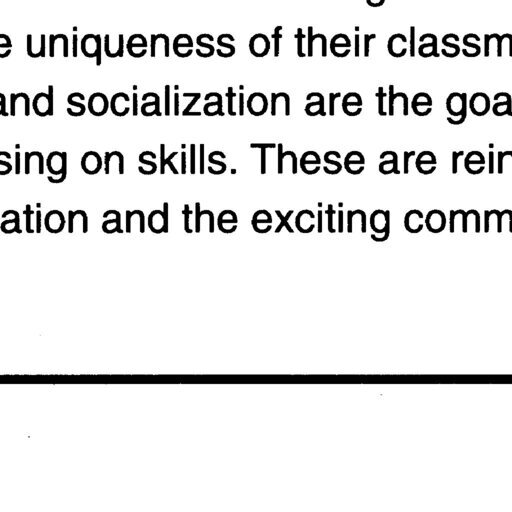 e uniqueness of their classm
and socialization are the goa
sing on skills. These are rein
ation and the exciting comm